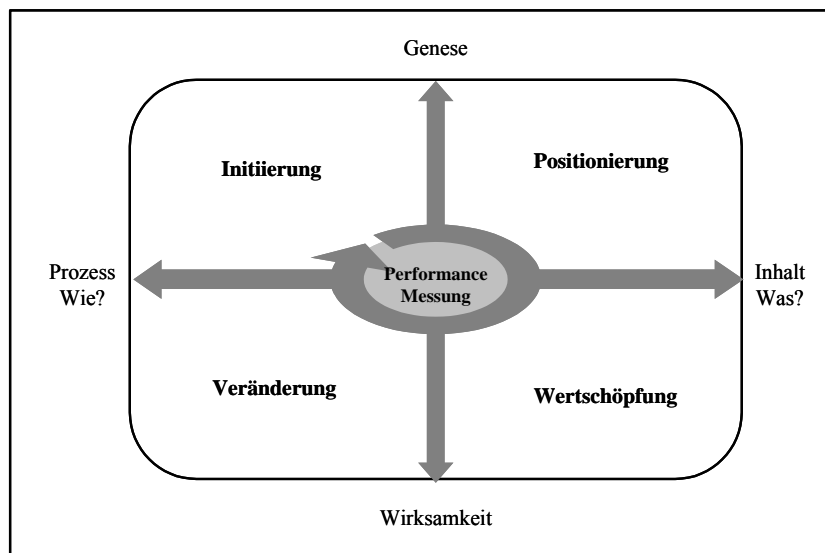 Genese
Initiierung
Positionierung
Prozess
Wie?
Performance
Messung
Inhalt
Was?
Veränderung
Wertschöpfung
Wirksamkeit